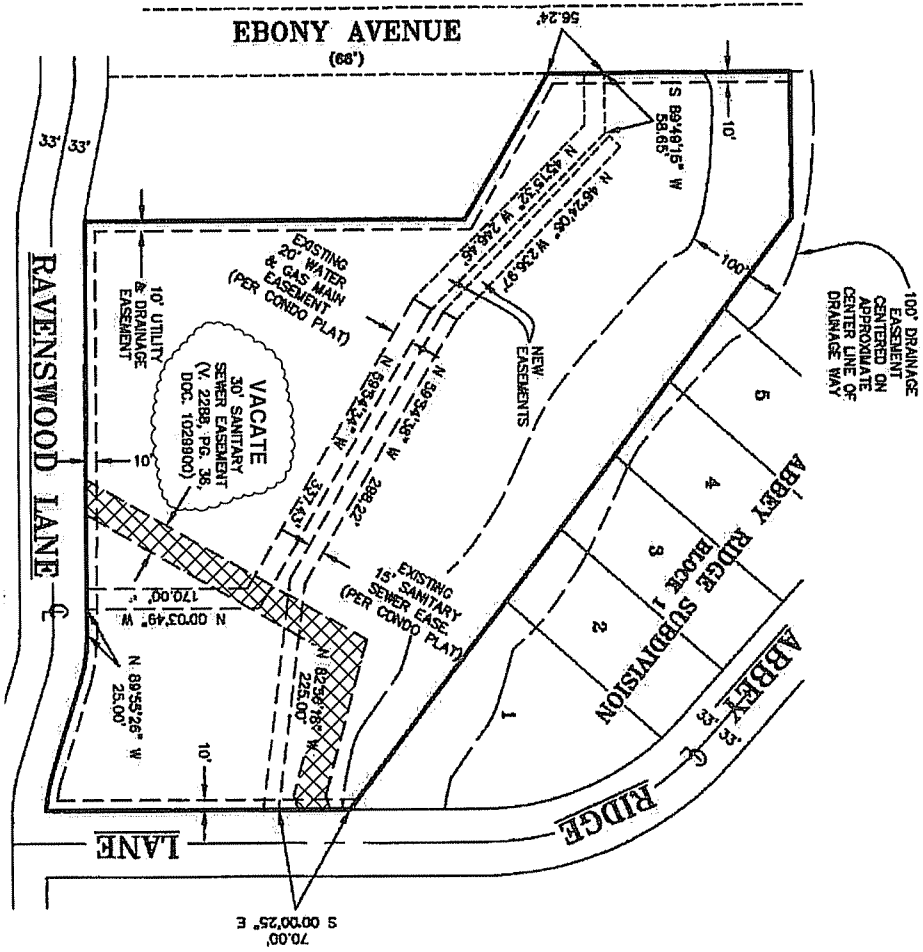 EBONY AVENUE
(66')
56.24'
S 89°49'15" W
58.65'
10'
100'
100' DRAINAGE
EASEMENT
CENTERED ON
APPROXIMATE
CENTER LINE OF
DRAINAGE WAY
33' 33'
N 45°15'32" W 246.46'
N 46°24'06" W 236.97'
EXISTING
20' WATER
& GAS MAIN
EASEMENT
(PER CONDO PLAT)
NEW
EASEMENTS
10' UTILITY
& DRAINAGE
EASEMENT
N 59°54'34" W
337.43'
N 59°54'38" W 298.22'
VACATE
30' SANITARY
SEWER EASEMENT
(V. 2288, PG. 36,
DOC. 1029900)
10'
EXISTING
15' SANITARY
SEWER EASE.
(PER CONDO PLAT)
5
4
3
2
1
ABBEY RIDGE SUBDIVISION
BLOCK 1
RAVENSWOOD LANE
170.00'
N 00°03'49" W
225.00'
N 89°55'26" W
25.00'
10'
33' 33'
ABBEY
RIDGE
LANE
70.00'
S 00°00'25" E